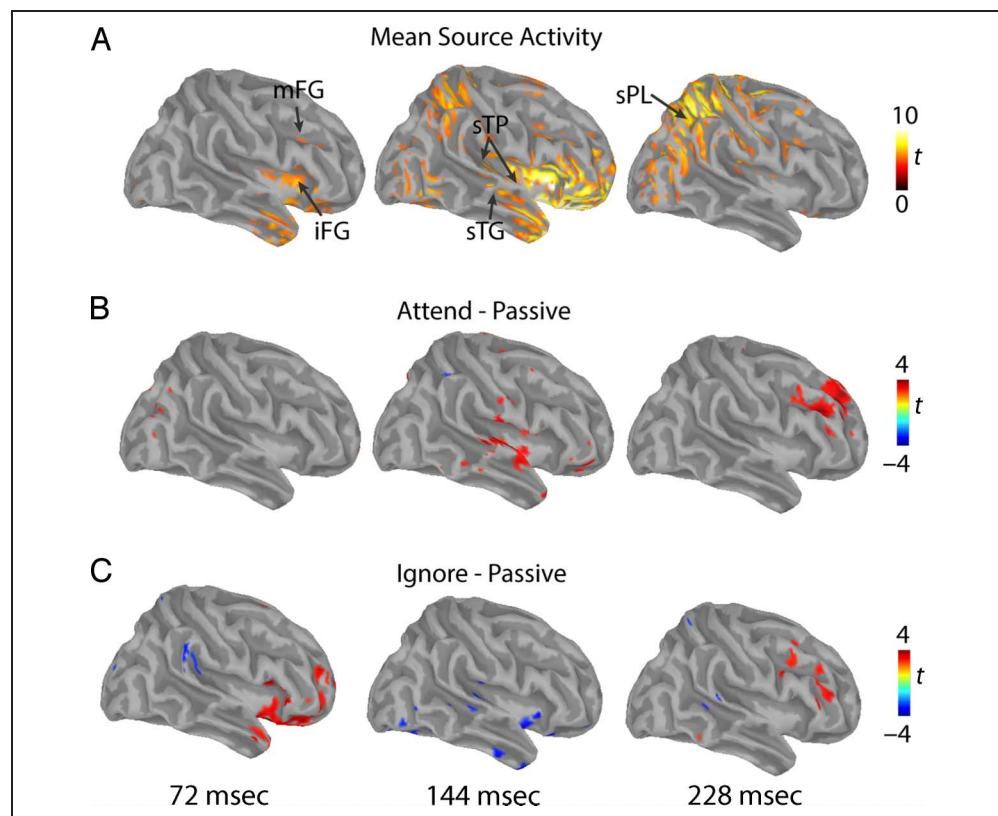 A
Mean Source Activity
mFG
sTP
sPL
iFG
sTG
10
t
0
B
Attend - Passive
4
t
−4
C
Ignore - Passive
4
t
−4
72 msec
144 msec
228 msec